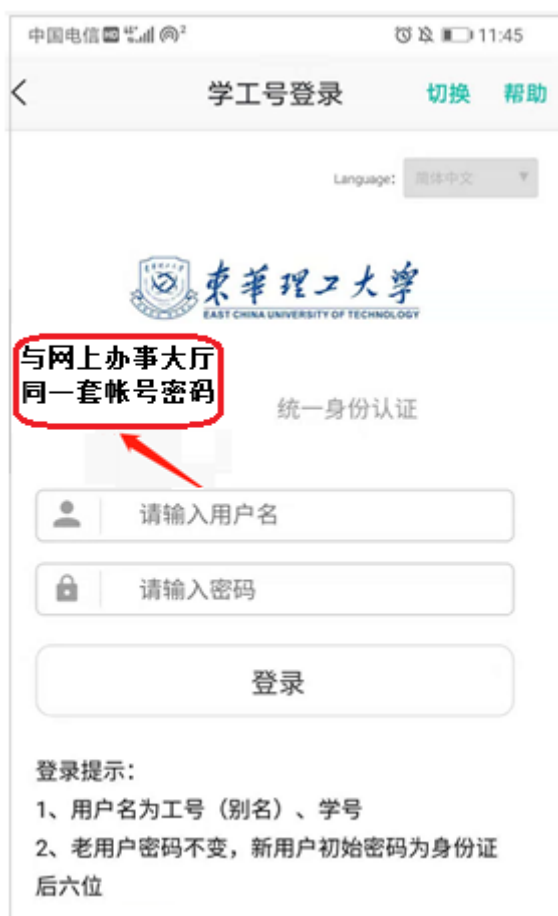 中国电信 HD 4G 2 11:45
学工号登录 切换 帮助
Language: 简体中文
東華理工大學
EAST CHINA UNIVERSITY OF TECHNOLOGY
与网上办事大厅
同一套帐号密码
统一身份认证
请输入用户名
请输入密码
登录
登录提示：
1、用户名为工号（别名）、学号
2、老用户密码不变，新用户初始密码为身份证
后六位